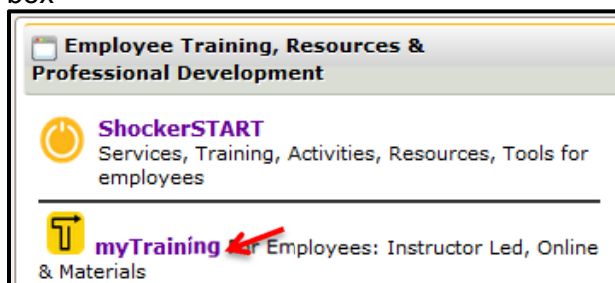 box
Employee Training, Resources &
Professional Development
ShockerSTART
Services, Training, Activities, Resources, Tools for
employees
myTraining Employees: Instructor Led, Online
& Materials